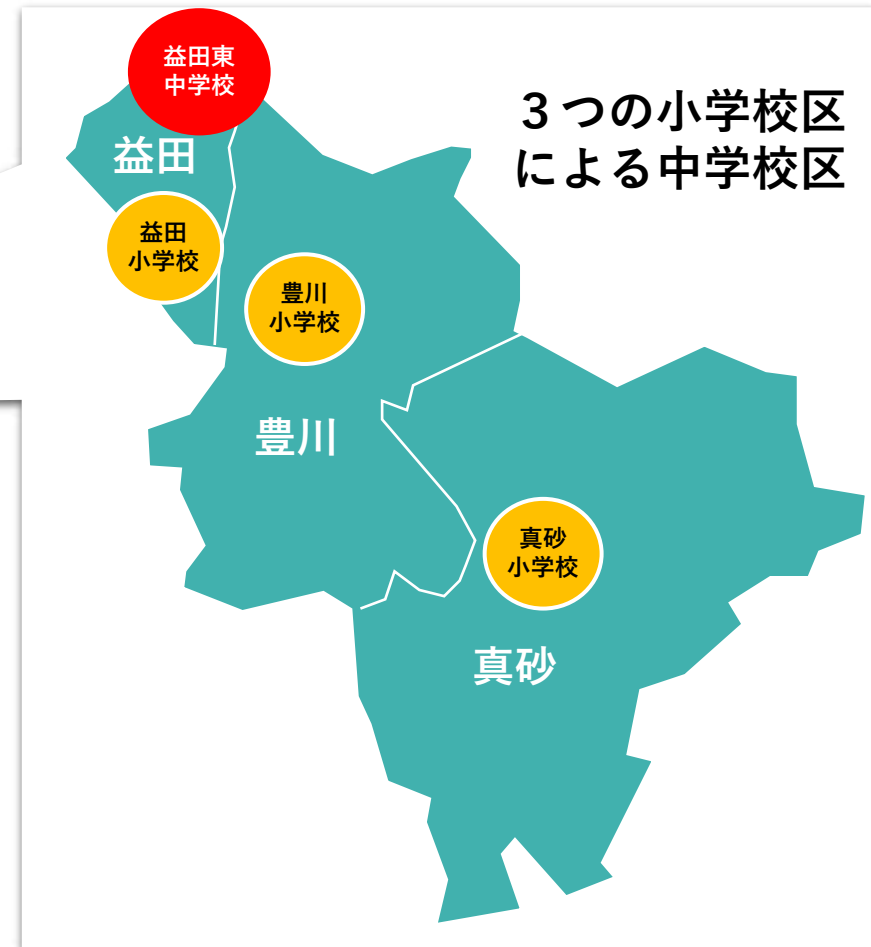 益田東
中学校
３つの小学校区
による中学校区
益田
益田
小学校
豊川
小学校
豊川
真砂
小学校
真砂